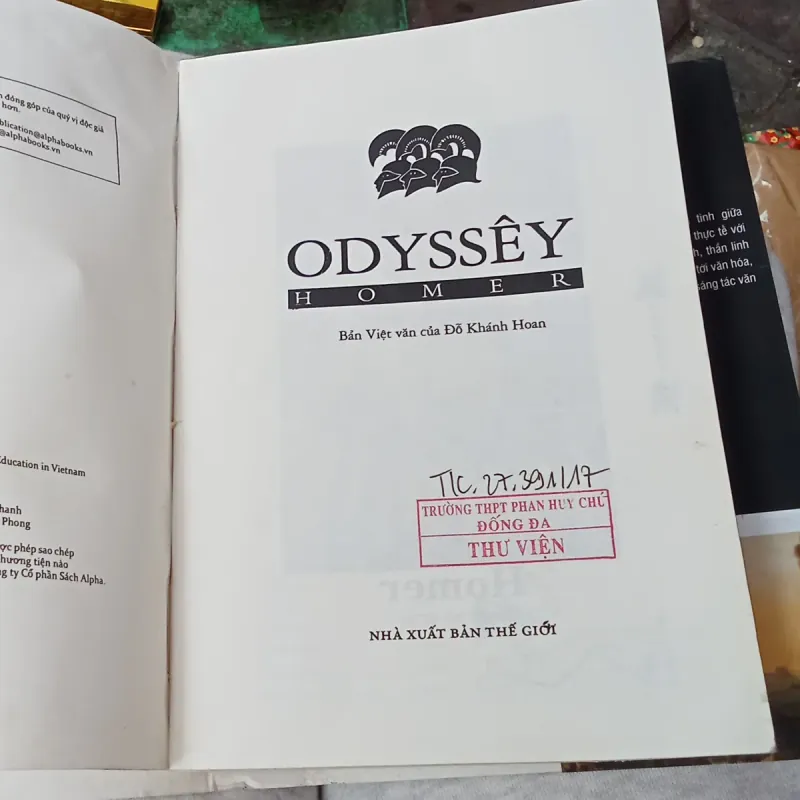 đóng góp của quý vị độc giả
hơn.
blication@alphabooks.vn
@alphabooks.vn
Education in Vietnam
hanh
Phong
ợc phép sao chép
hương tiện nào
g ty Cổ phần Sách Alpha.
ODYSSÊY
HOMER
Bản Việt văn của Đỗ Khánh Hoan
TLC. 27.391/17
TRƯỜNG THPT PHAN HUY CHÚ
ĐỐNG ĐA
THƯ VIỆN
Homer
NHÀ XUẤT BẢN THẾ GIỚI
tình giữa
thực tế với
h, thần linh
tới văn hóa,
sáng tác văn